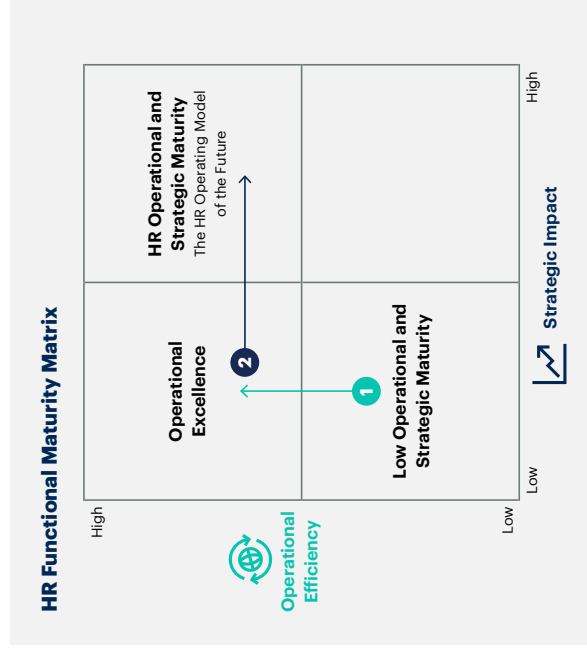 HR Functional Maturity Matrix
High
Operational
Excellence
HR Operational and
Strategic Maturity
The HR Operating Model
of the Future
2
Operational
Efficiency
1
Low Operational and
Strategic Maturity
Low
Low
High
Strategic Impact